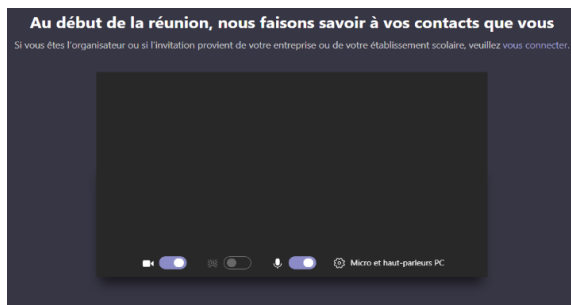 Au début de la réunion, nous faisons savoir à vos contacts que vous
Si vous êtes l'organisateur ou si l'invitation provient de votre entreprise ou de votre établissement scolaire, veuillez vous connecter.
Micro et haut-parleurs PC